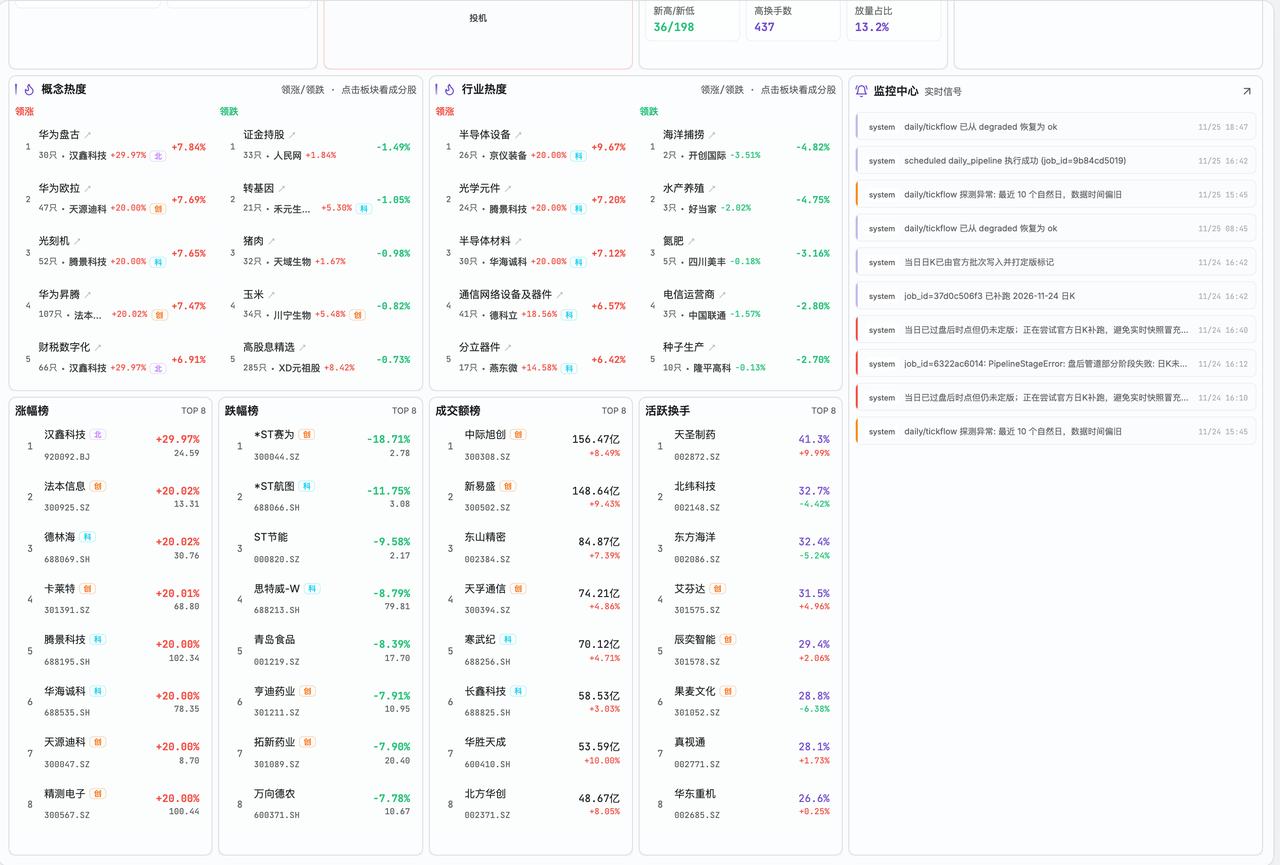 投机
新高/新低
高换手数
放量占比
36/198
437
13.2%
概念热度
领涨/领跌 · 点击板块看成分股
领涨
领跌
1
华为盘古 ↗
30只 • 汉鑫科技 +29.97% 北
+7.84%
1
证金持股 ↗
33只 • 人民网 +1.84%
-1.49%
2
华为欧拉 ↗
47只 • 天源迪科 +20.00% 创
+7.69%
2
转基因 ↗
21只 • 禾元生... +5.30% 科
-1.05%
3
光刻机 ↗
52只 • 腾景科技 +20.00% 科
+7.65%
3
猪肉 ↗
32只 • 天域生物 +1.67%
-0.98%
4
华为昇腾 ↗
107只 • 法本... +20.02% 创
+7.47%
4
玉米 ↗
34只 • 川宁生物 +5.48% 创
-0.82%
5
财税数字化 ↗
66只 • 汉鑫科技 +29.97% 北
+6.91%
5
高股息精选 ↗
285只 • XD元祖股 +8.42%
-0.73%
行业热度
领涨/领跌 · 点击板块看成分股
领涨
领跌
1
半导体设备 ↗
26只 • 京仪装备 +20.00% 科
+9.67%
1
海洋捕捞 ↗
2只 • 开创国际 -3.51%
-4.82%
2
光学元件 ↗
24只 • 腾景科技 +20.00% 科
+7.20%
2
水产养殖 ↗
3只 • 好当家 -2.02%
-4.75%
3
半导体材料 ↗
30只 • 华海诚科 +20.00% 科
+7.12%
3
氮肥 ↗
5只 • 四川美丰 -0.18%
-3.16%
4
通信网络设备及器件 ↗
41只 • 德科立 +18.56% 科
+6.57%
4
电信运营商 ↗
3只 • 中国联通 -1.57%
-2.80%
5
分立器件 ↗
17只 • 燕东微 +14.58% 科
+6.42%
5
种子生产 ↗
10只 • 隆平高科 -0.13%
-2.70%
监控中心 实时信号
system daily/tickflow 已从 degraded 恢复为 ok 11/25 18:47
system scheduled daily_pipeline 执行成功 (job_id=9b84cd5019) 11/25 16:42
system daily/tickflow 探测异常: 最近 10 个自然日，数据时间偏旧 11/25 15:45
system daily/tickflow 已从 degraded 恢复为 ok 11/25 08:45
system 当日日K已由官方批次写入并打定版标记 11/24 16:42
system job_id=37d0c506f3 已补跑 2026-11-24 日K 11/24 16:42
system 当日已过盘后时点但仍未定版；正在尝试官方日K补跑，避免实时快照冒充... 11/24 16:40
system job_id=6322ac6014: PipelineStageError: 盘后管道部分阶段失败: 日K未... 11/24 16:12
system 当日已过盘后时点但仍未定版；正在尝试官方日K补跑，避免实时快照冒充... 11/24 16:10
system daily/tickflow 探测异常: 最近 10 个自然日，数据时间偏旧 11/24 15:45
涨幅榜 TOP 8
1
汉鑫科技 北 +29.97%
920092.BJ 24.59
2
法本信息 创 +20.02%
300925.SZ 13.31
3
德林海 科 +20.02%
688069.SH 30.76
4
卡莱特 创 +20.01%
301391.SZ 68.80
5
腾景科技 科 +20.00%
688195.SH 102.34
6
华海诚科 科 +20.00%
688535.SH 78.35
7
天源迪科 创 +20.00%
300047.SZ 8.70
8
精测电子 创 +20.00%
300567.SZ 100.44
跌幅榜 TOP 8
1
*ST赛为 创 -18.71%
300044.SZ 2.78
2
*ST航图 科 -11.75%
688066.SH 3.08
3
ST节能 -9.58%
000820.SZ 2.17
4
思特威-W 科 -8.79%
688213.SH 79.81
5
青岛食品 -8.39%
001219.SZ 17.70
6
亨迪药业 创 -7.91%
301211.SZ 10.95
7
拓新药业 创 -7.90%
301089.SZ 20.40
8
万向德农 -7.78%
600371.SH 10.67
成交额榜 TOP 8
1
中际旭创 创 156.47亿
300308.SZ +8.49%
2
新易盛 创 148.64亿
300502.SZ +9.43%
3
东山精密 84.87亿
002384.SZ +7.39%
4
天孚通信 创 74.21亿
300394.SZ +4.86%
5
寒武纪 科 70.12亿
688256.SH +4.71%
6
长鑫科技 科 58.53亿
688825.SH +3.03%
7
华胜天成 53.59亿
600410.SH +10.00%
8
北方华创 48.67亿
002371.SZ +8.05%
活跃换手 TOP 8
1
天圣制药 41.3%
002872.SZ +9.99%
2
北纬科技 32.7%
002148.SZ -4.42%
3
东方海洋 32.4%
002086.SZ -5.24%
4
艾芬达 创 31.5%
301575.SZ +4.96%
5
辰奕智能 创 29.4%
301578.SZ +2.06%
6
果麦文化 创 28.8%
301052.SZ -6.38%
7
真视通 28.1%
002771.SZ +1.73%
8
华东重机 26.6%
002685.SZ +0.25%